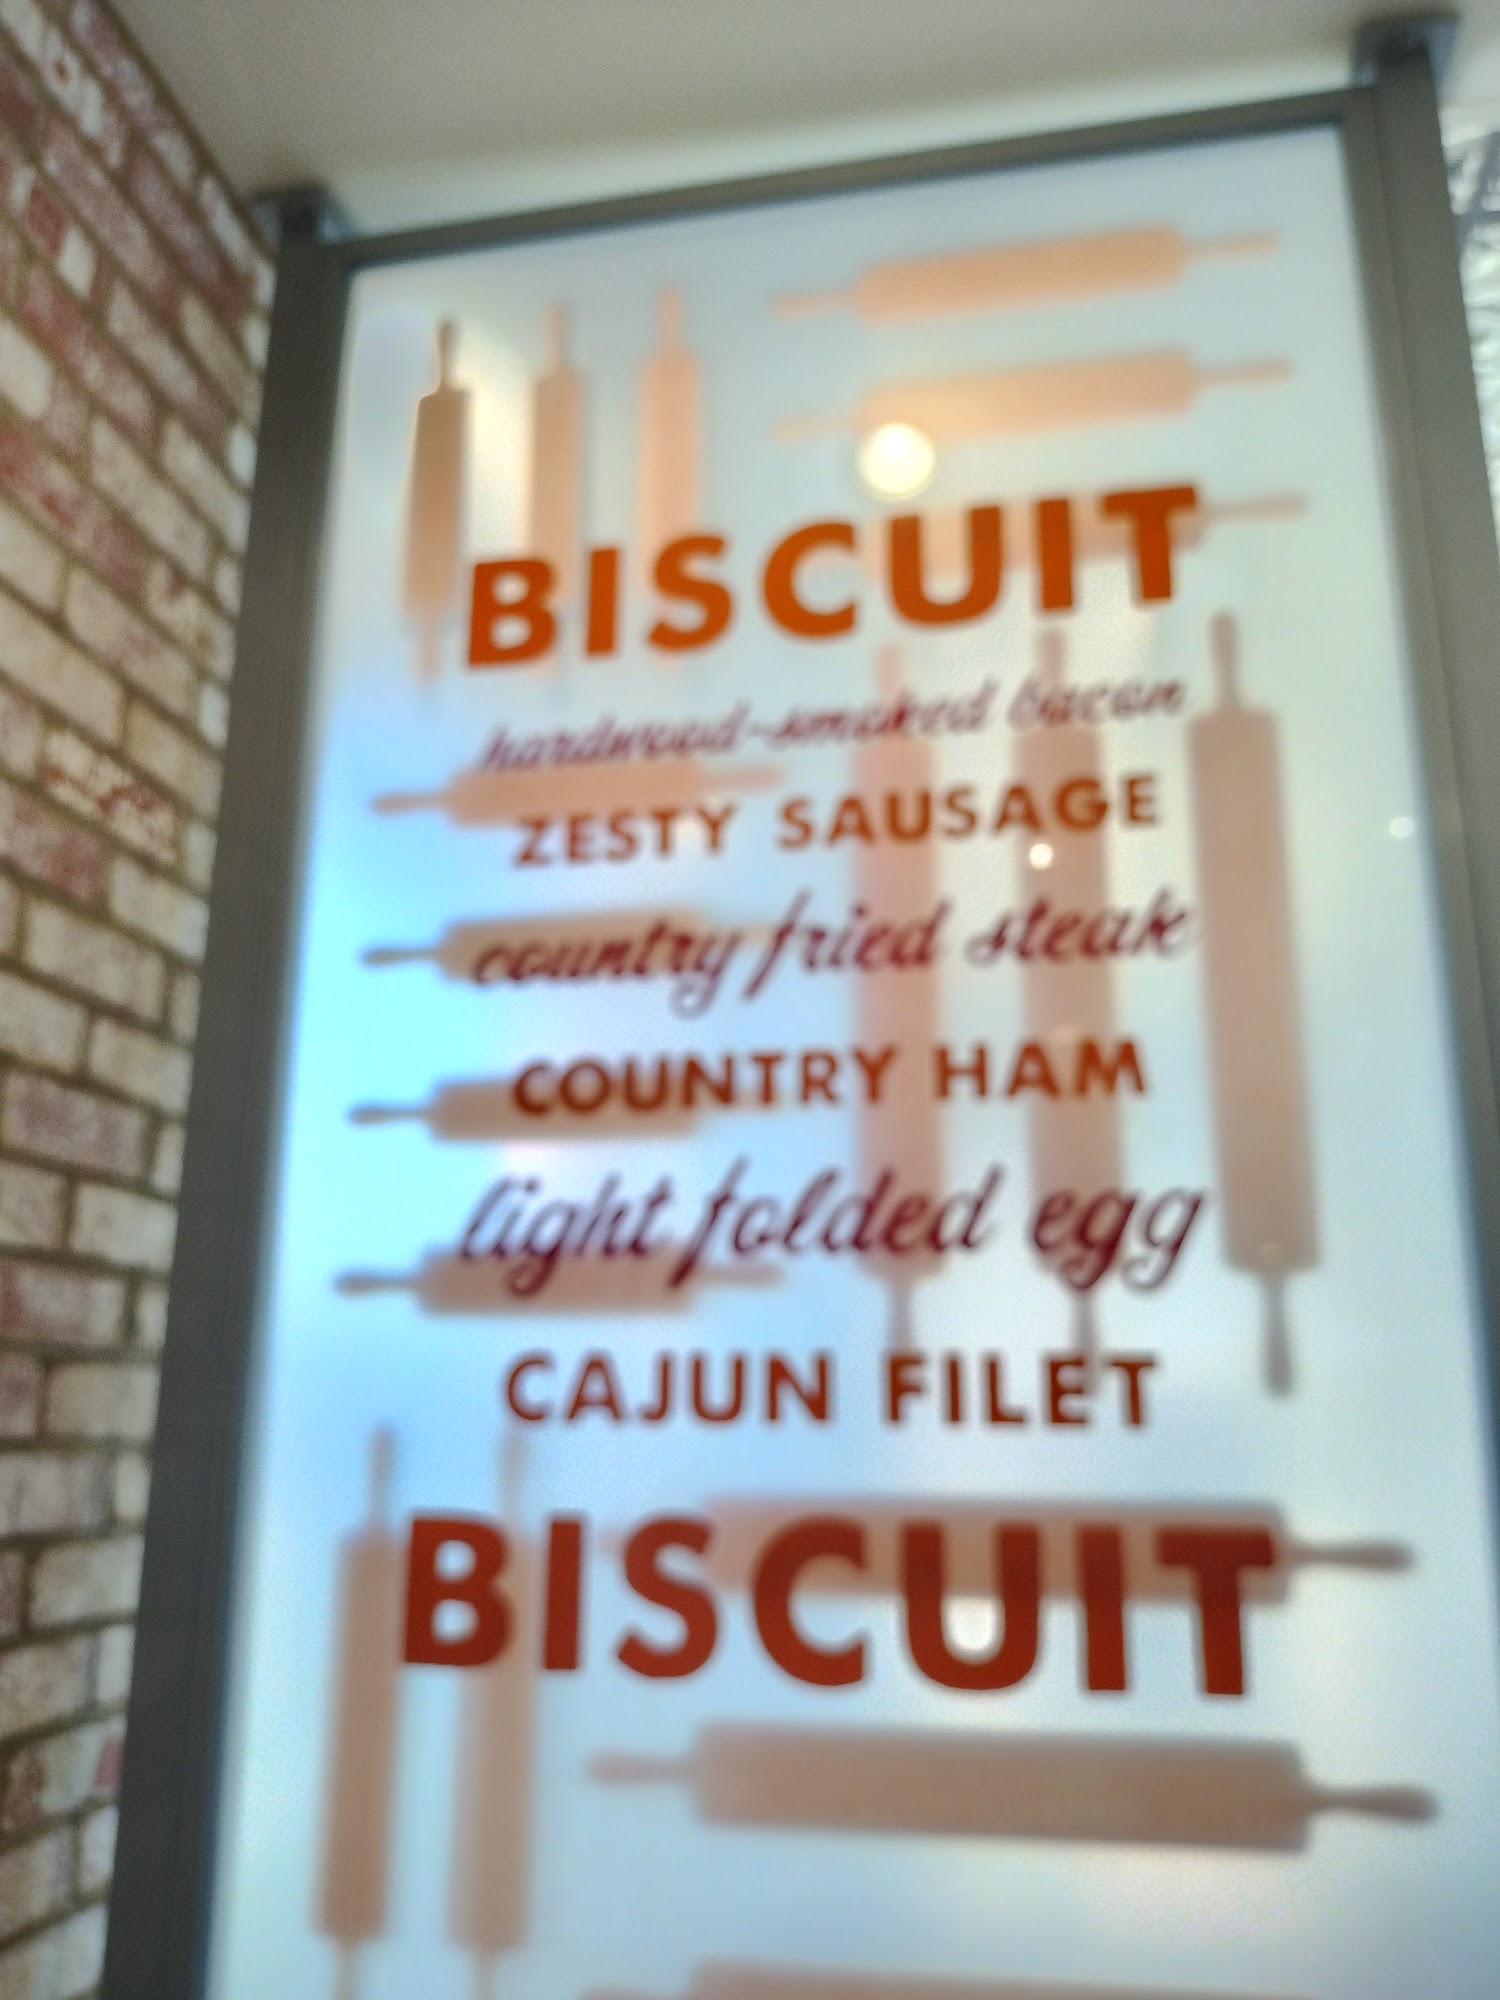 BISCUIT
hardwood-smoked bacon
ZESTY SAUSAGE
country fried steak
COUNTRY HAM
light folded egg
CAJUN FILET
BISCUIT